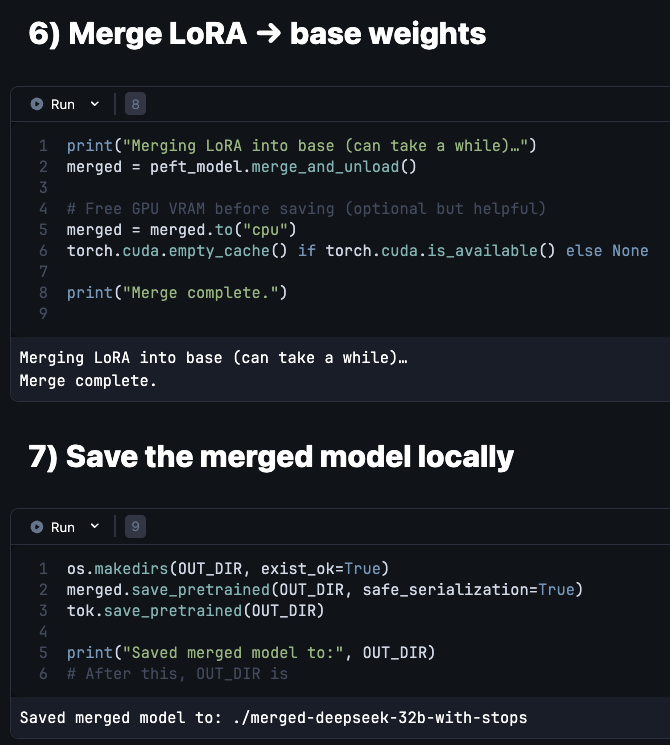 6) Merge LoRA → base weights
Run 8
1 print("Merging LoRA into base (can take a while)…")
2 merged = peft_model.merge_and_unload()
3
4 # Free GPU VRAM before saving (optional but helpful)
5 merged = merged.to("cpu")
6 torch.cuda.empty_cache() if torch.cuda.is_available() else None
7
8 print("Merge complete.")
9
Merging LoRA into base (can take a while)…
Merge complete.
7) Save the merged model locally
Run 9
1 os.makedirs(OUT_DIR, exist_ok=True)
2 merged.save_pretrained(OUT_DIR, safe_serialization=True)
3 tok.save_pretrained(OUT_DIR)
4
5 print("Saved merged model to:", OUT_DIR)
6 # After this, OUT_DIR is
Saved merged model to: ./merged-deepseek-32b-with-stops